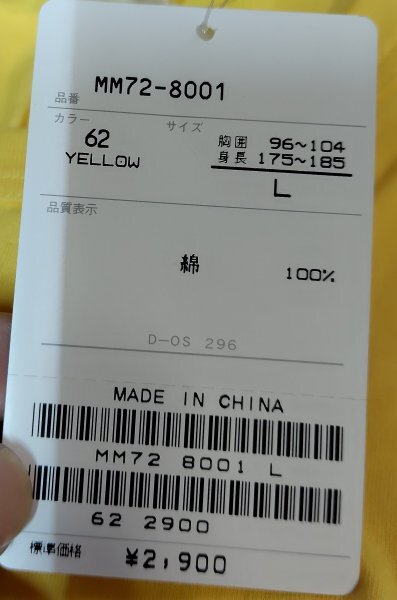 品番 MM72-8001
カラー サイズ
62 胸囲 96~104
YELLOW 身長 175~185
L
品質表示
綿 100%
D-OS 296
MADE IN CHINA
MM72 8001 L
62 2900
標準価格 ¥2,900